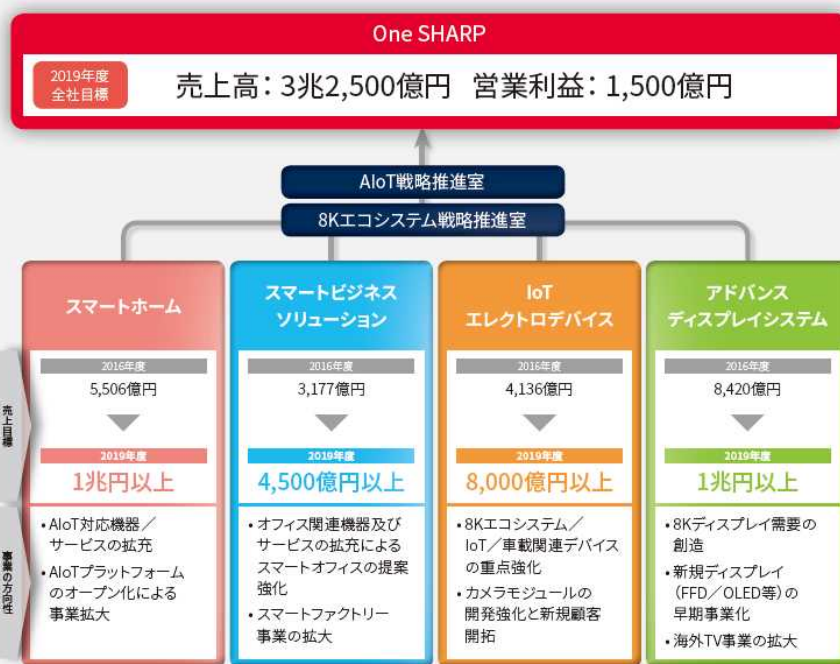 One SHARP
2019年度
全社目標
売上高：3兆2,500億円 営業利益：1,500億円
AIoT戦略推進室
8Kエコシステム戦略推進室
売上目標
事業の方向性
スマートホーム
2016年度
5,506億円
2019年度
1兆円以上
・AIoT対応機器／
サービスの拡充
・AIoTプラットフォーム
のオープン化による
事業拡大
スマートビジネス
ソリューション
2016年度
3,177億円
2019年度
4,500億円以上
・オフィス関連機器及び
サービスの拡充による
スマートオフィスの提案
強化
・スマートファクトリー
事業の拡大
IoT
エレクトロデバイス
2016年度
4,136億円
2019年度
8,000億円以上
・8Kエコシステム／
IoT／車載関連デバイス
の重点強化
・カメラモジュールの
開発強化と新規顧客
開拓
アドバンス
ディスプレイシステム
2016年度
8,420億円
2019年度
1兆円以上
・8Kディスプレイ需要の
創造
・新規ディスプレイ
（FFD／OLED等）の
早期事業化
・海外TV事業の拡大